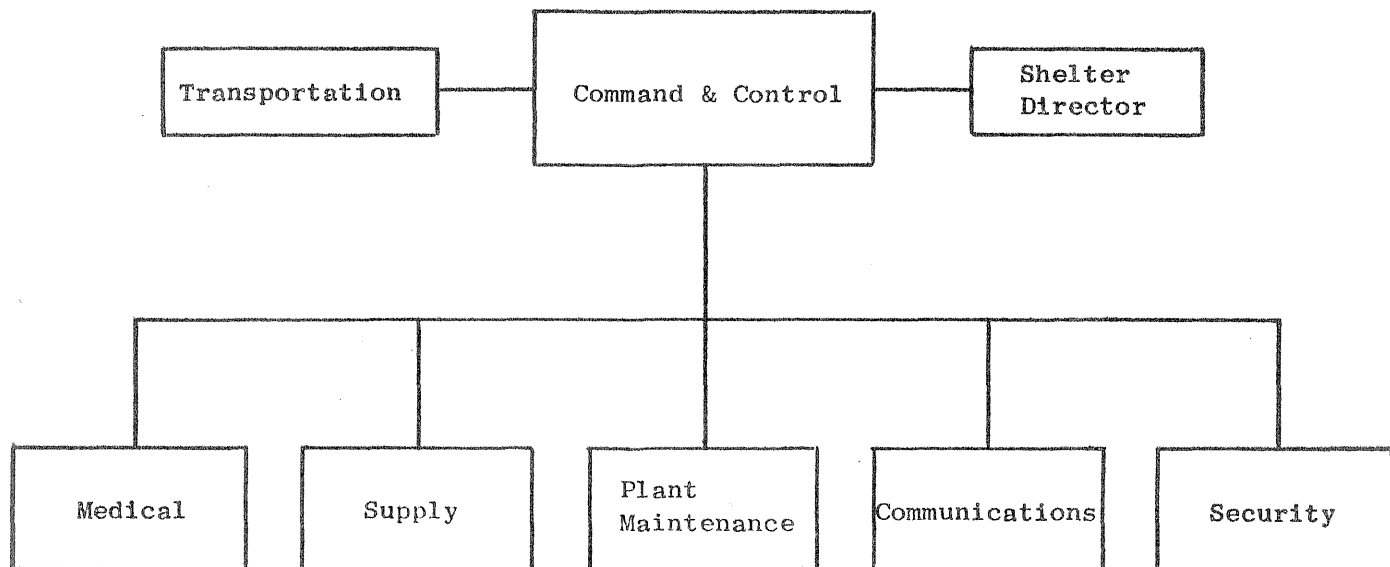 Transportation
Command & Control
Shelter
Director
Medical
Supply
Plant
Maintenance
Communications
Security